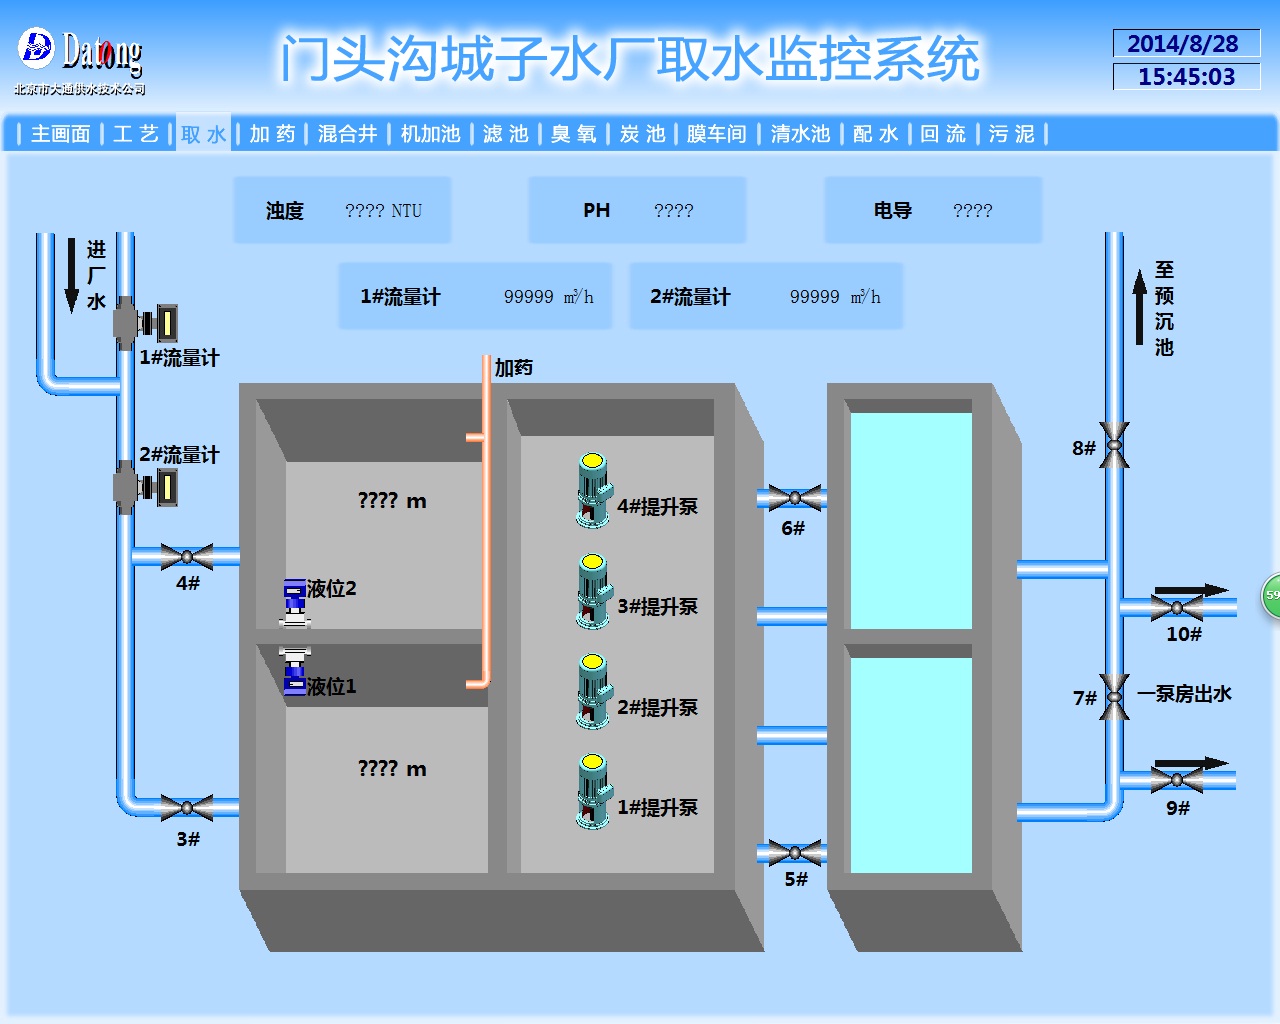 Datong
北京市大通供水技术公司
门头沟城子水厂取水监控系统
2014/8/28
15:45:03
主画面 工艺 取水 加药 混合井 机加池 滤池 臭氧 炭池 膜车间 清水池 配水 回流 污泥
浊度 ???? NTU
PH ????
电导 ????
1#流量计 99999 m³/h
2#流量计 99999 m³/h
进厂水
至预沉池
1#流量计
加药
2#流量计
8#
???? m
4#提升泵
6#
4#
液位2
3#提升泵
59
10#
液位1
2#提升泵
7#
一泵房出水
???? m
1#提升泵
9#
3#
5#